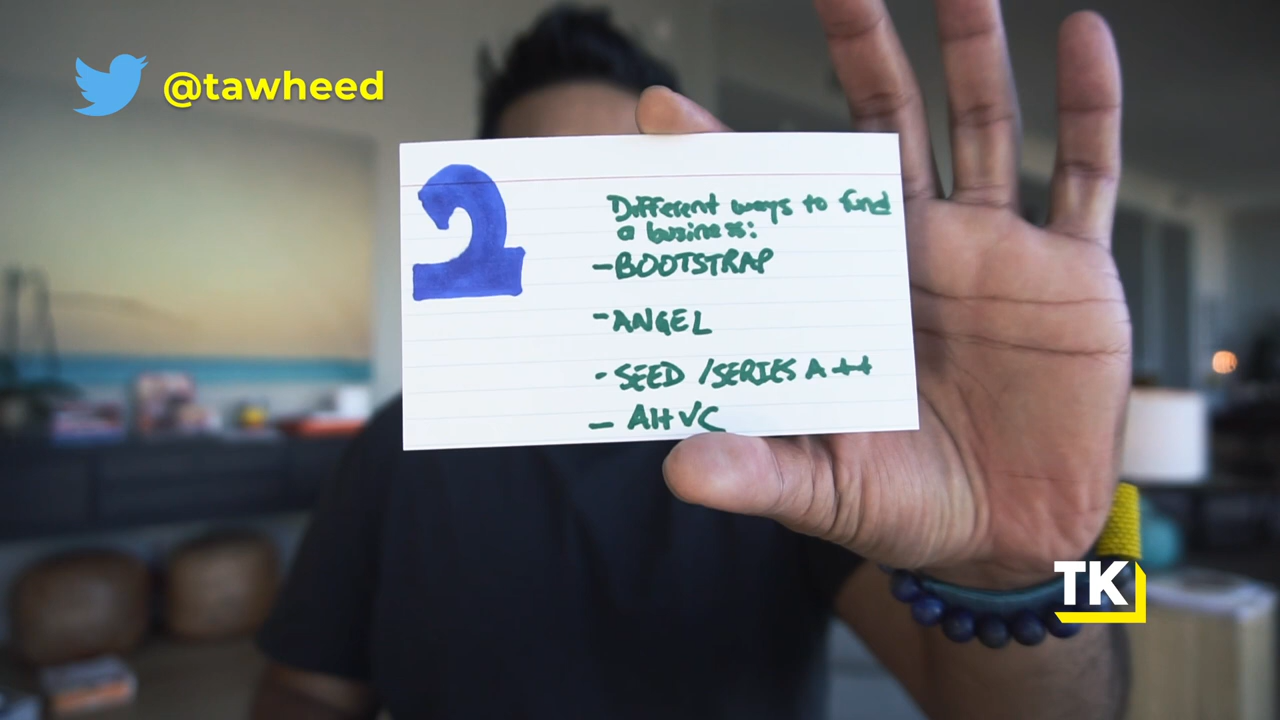 @tawheed
2
Different ways to fund
a business:
- BOOTSTRAP
- ANGEL
- SEED / SERIES A ++
- AH VC
TK